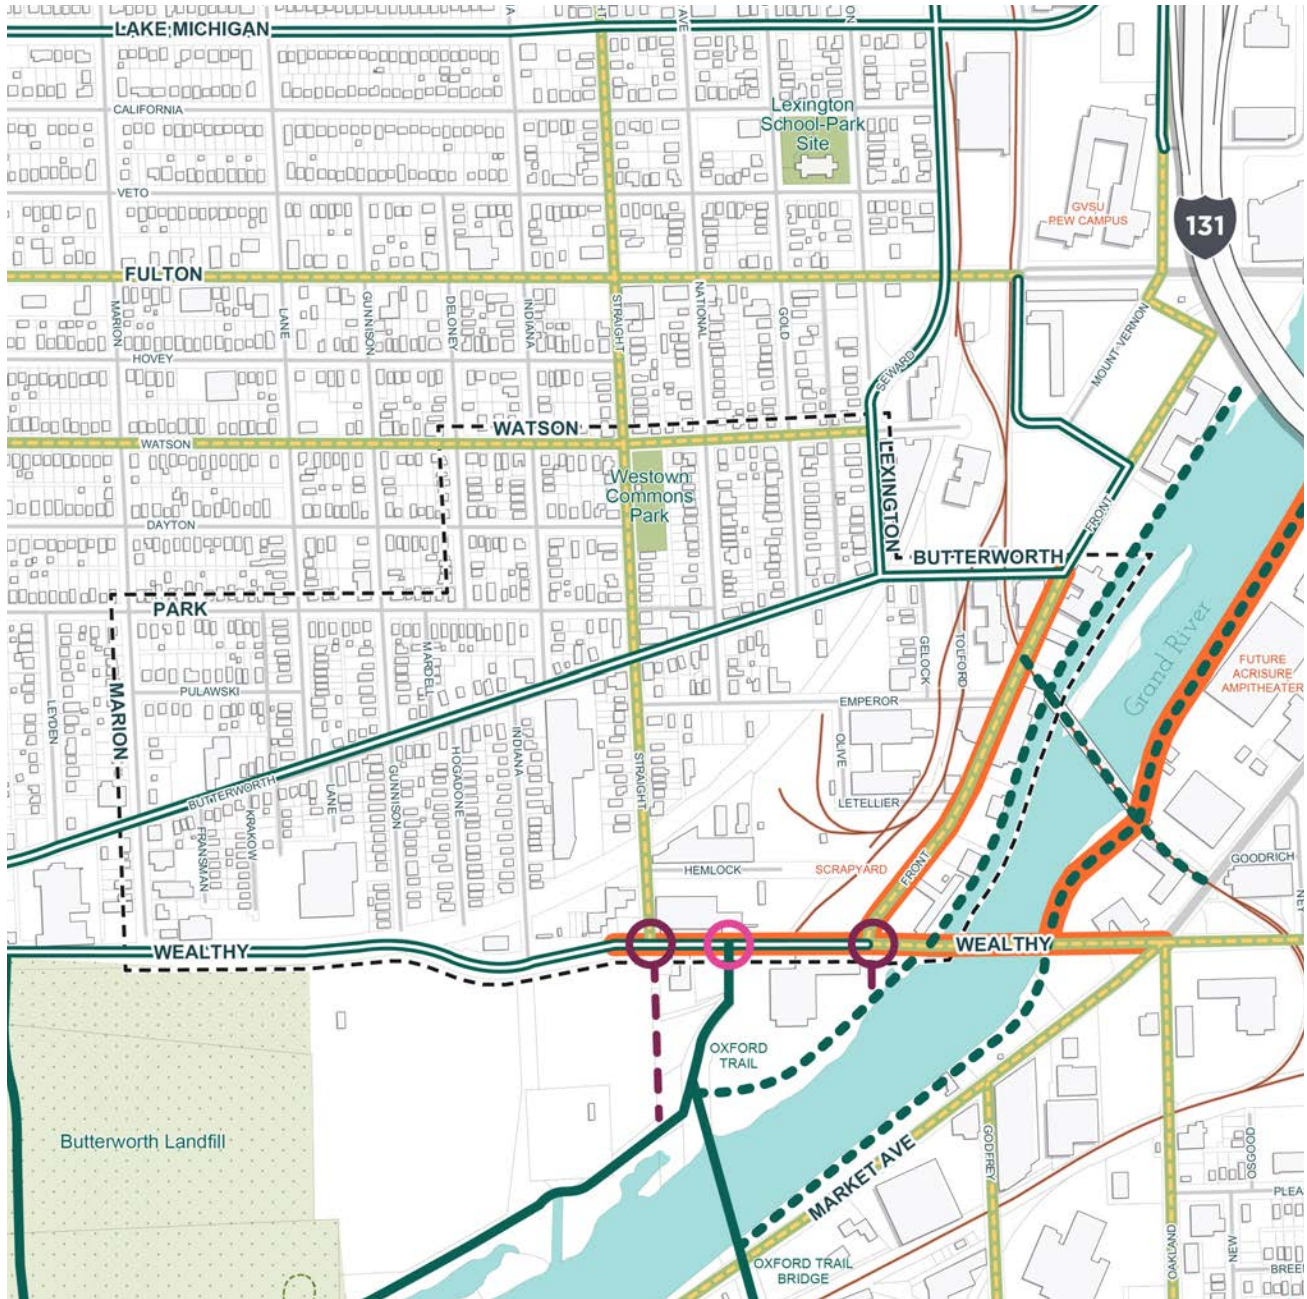 LAKE MICHIGAN
AVE
CALIFORNIA
Lexington
School-Park
Site
VETO
GVSU
PEW CAMPUS
131
FULTON
MARION
LANE
GUNNISON
DELONEY
INDIANA
STRAIGHT
NATIONAL
GOLD
MOUNT VERNON
HOVEY
SEWARD
WATSON
WATSON
LEXINGTON
Westown
Commons
Park
DAYTON
FRONT
BUTTERWORTH
PARK
Grand River
GELOCK
TOLFORD
MARDELL
FUTURE
ACRISURE
AMPITHEATER
PULAWSKI
LEYDEN
MARION
EMPEROR
OLIVE
INDIANA
STRAIGHT
HOGADONE
GUNNISON
LANE
BUTTERWORTH
LETELLIER
KRAKOW
FRANSMAN
HEMLOCK
SCRAPYARD
FRONT
GOODRICH
NEY
WEALTHY
WEALTHY
OXFORD
TRAIL
Butterworth Landfill
GODFREY
OSGOOD
MARKET AVE
PLEA
OAKLAND
NEW
OXFORD TRAIL
BRIDGE
BREE